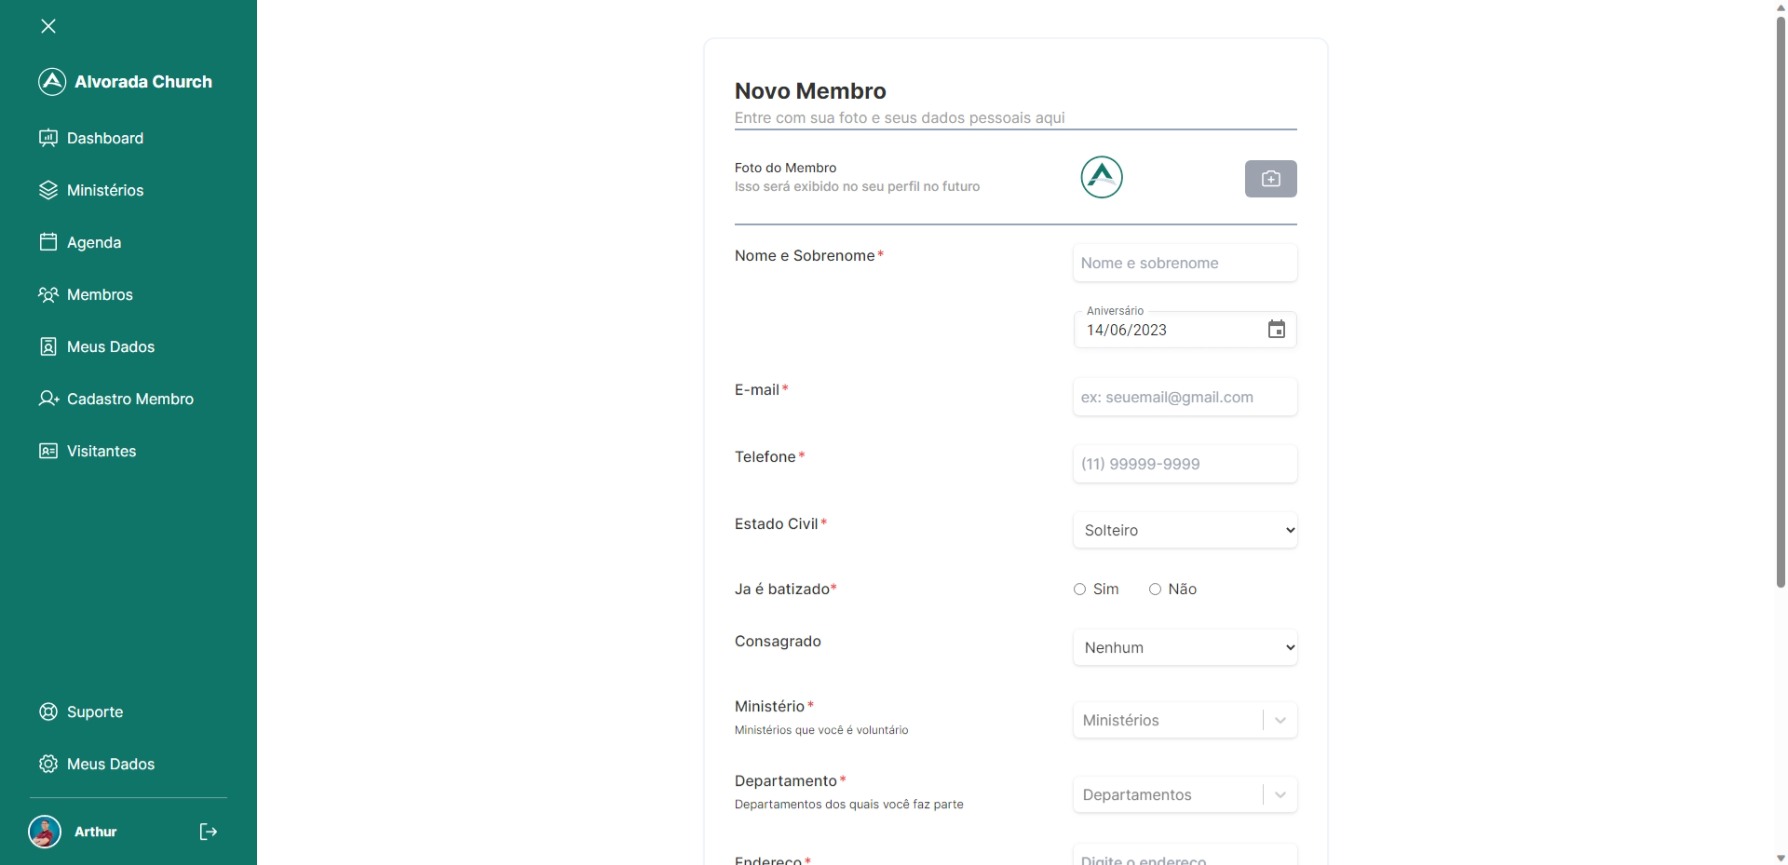 Alvorada Church
Dashboard
Ministérios
Agenda
Membros
Meus Dados
Cadastro Membro
Visitantes
Suporte
Meus Dados
Arthur
Novo Membro
Entre com sua foto e seus dados pessoais aqui
Foto do Membro
Isso será exibido no seu perfil no futuro
Nome e Sobrenome*
Nome e sobrenome
Aniversário
14/06/2023
E-mail*
ex: seuemail@gmail.com
Telefone*
(11) 99999-9999
Estado Civil*
Solteiro
Ja é batizado*
Sim Não
Consagrado
Nenhum
Ministério*
Ministérios que você é voluntário
Ministérios
Departamento*
Departamentos dos quais você faz parte
Departamentos
Endereço*
Digite o endereço